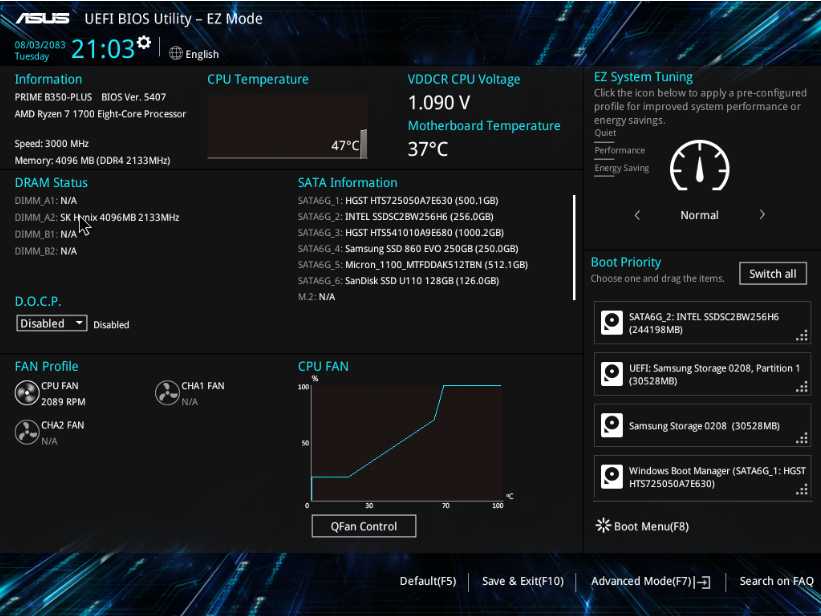 ASUS UEFI BIOS Utility – EZ Mode
08/03/2083
Tuesday
21:03
English
Information
PRIME B350-PLUS BIOS Ver. 5407
AMD Ryzen 7 1700 Eight-Core Processor
Speed: 3000 MHz
Memory: 4096 MB (DDR4 2133MHz)
CPU Temperature
47°C
VDDCR CPU Voltage
1.090 V
Motherboard Temperature
37°C
DRAM Status
DIMM_A1: N/A
DIMM_A2: SK Hynix 4096MB 2133MHz
DIMM_B1: N/A
DIMM_B2: N/A
SATA Information
SATA6G_1: HGST HTS725050A7E630 (500.1GB)
SATA6G_2: INTEL SSDSC2BW256H6 (256.0GB)
SATA6G_3: HGST HTS541010A9E680 (1000.2GB)
SATA6G_4: Samsung SSD 860 EVO 250GB (250.0GB)
SATA6G_5: Micron_1100_MTFDDAK512TBN (512.1GB)
SATA6G_6: SanDisk SSD U110 128GB (126.0GB)
M.2: N/A
D.O.C.P.
Disabled Disabled
FAN Profile
CPU FAN
2089 RPM
CHA1 FAN
N/A
CHA2 FAN
N/A
CPU FAN
%
100
50
0 30 70 100
°C
QFan Control
EZ System Tuning
Click the icon below to apply a pre-configured
profile for improved system performance or
energy savings.
Quiet
Performance
Energy Saving
Normal
Boot Priority
Choose one and drag the items.
Switch all
SATA6G_2: INTEL SSDSC2BW256H6
(244198MB)
UEFI: Samsung Storage 0208, Partition 1
(30528MB)
Samsung Storage 0208 (30528MB)
Windows Boot Manager (SATA6G_1: HGST
HTS725050A7E630)
Boot Menu(F8)
Default(F5)
Save & Exit(F10)
Advanced Mode(F7)
Search on FAQ